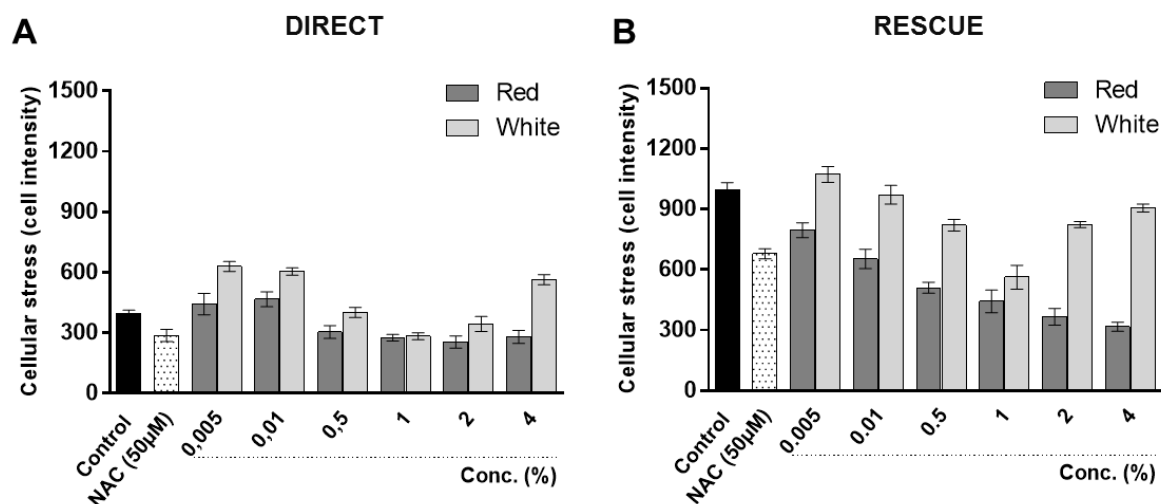 A
DIRECT
Cellular stress (cell intensity)
1500
1200
900
600
300
0
Red
White
Control
NAC (50µM)
0,005
0,01
0,5
1
2
4
Conc. (%)
B
RESCUE
Cellular stress (cell intensity)
1500
1200
900
600
300
0
Red
White
Control
NAC (50µM)
0.005
0.01
0.5
1
2
4
Conc. (%)